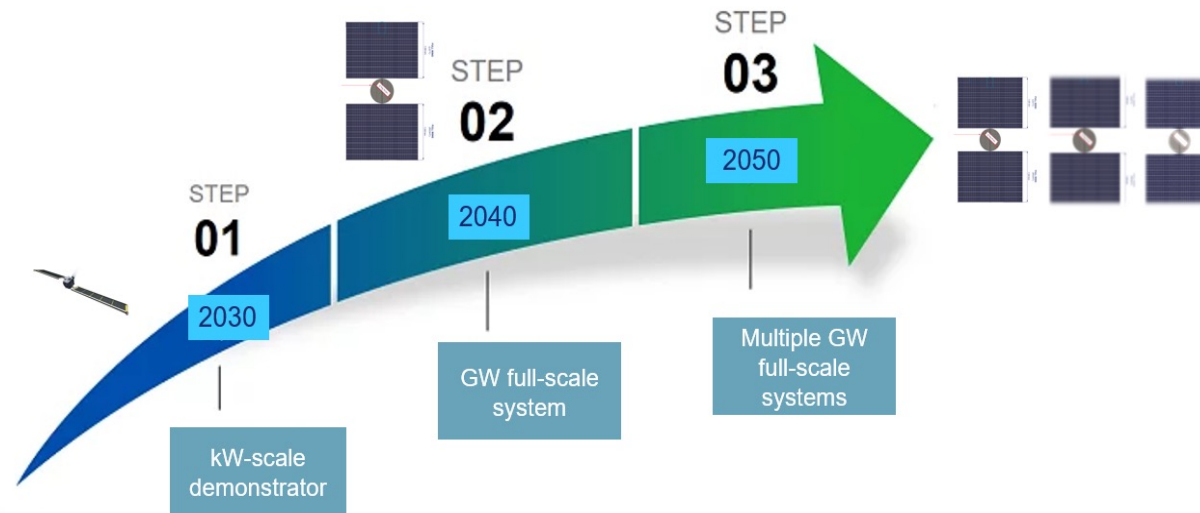 STEP
01
2030
kW-scale
demonstrator
STEP
02
2040
GW full-scale
system
STEP
03
2050
Multiple GW
full-scale
systems